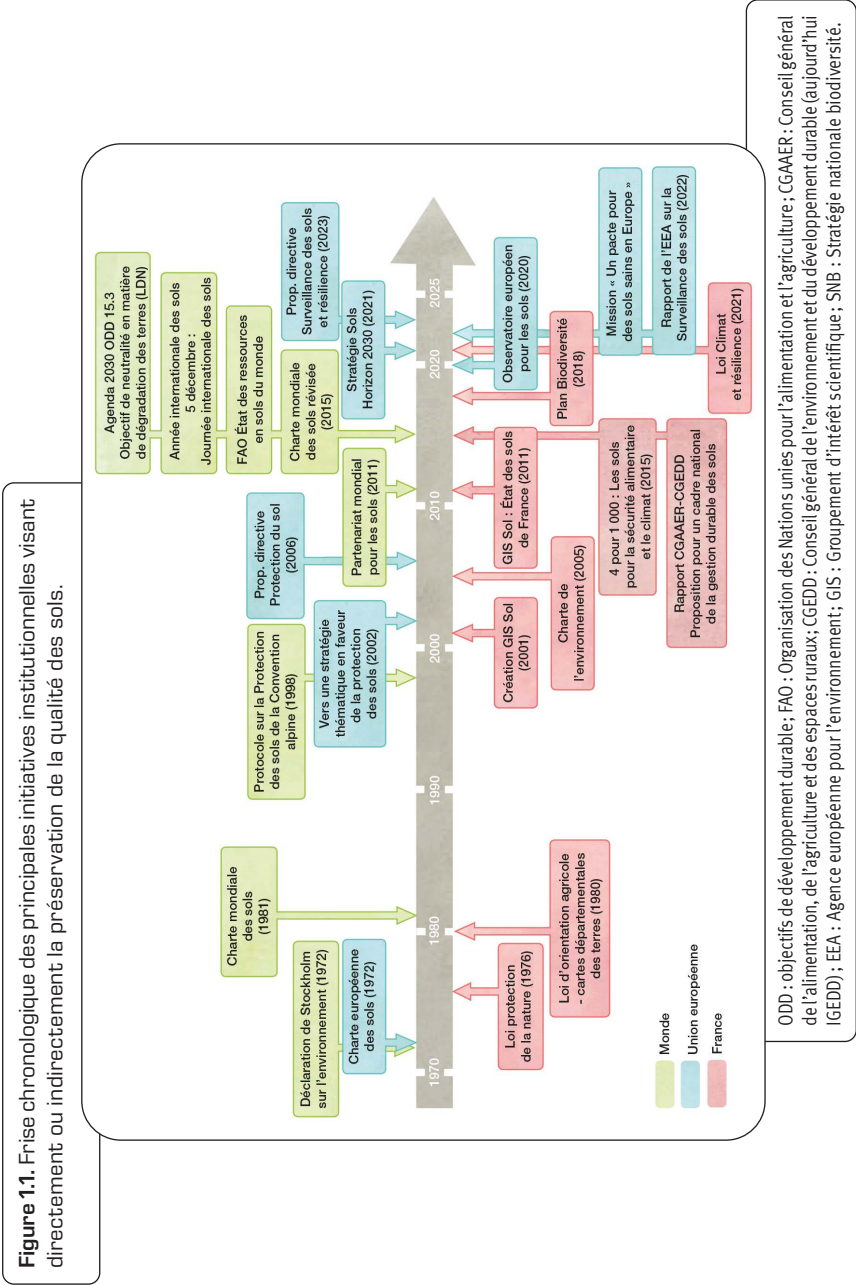 Figure 1.1. Frise chronologique des principales initiatives institutionnelles visant
directement ou indirectement la préservation de la qualité des sols.
Déclaration de Stockholm
sur l'environnement (1972)
Charte européenne
des sols (1972)
Charte mondiale
des sols
(1981)
Protocole sur la Protection
des sols de la Convention
alpine (1998)
Vers une stratégie
thématique en faveur
de la protection
des sols (2002)
Prop. directive
Protection du sol
(2006)
Partenariat mondial
pour les sols (2011)
Agenda 2030 ODD 15.3
Objectif de neutralité en matière
de dégradation des terres (LDN)
Année internationale des sols
5 décembre :
Journée internationale des sols
FAO État des ressources
en sols du monde
Charte mondiale
des sols révisée
(2015)
Prop. directive
Surveillance des sols
et résilience (2023)
Stratégie Sols
Horizon 2030 (2021)
1970
1980
1990
2000
2010
2020
2025
Loi protection
de la nature (1976)
Loi d'orientation agricole
- cartes départementales
des terres (1980)
Création GIS Sol
(2001)
Charte de
l'environnement (2005)
GIS Sol : État des sols
de France (2011)
4 pour 1 000 : Les sols
pour la sécurité alimentaire
et le climat (2015)
Rapport CGAAER-CGEDD
Proposition pour un cadre national
de la gestion durable des sols
Observatoire européen
pour les sols (2020)
Plan Biodiversité
(2018)
Mission « Un pacte pour
des sols sains en Europe »
Rapport de l'EEA sur la
Surveillance des sols (2022)
Loi Climat
et résilience (2021)
Monde
Union européenne
France
ODD : objectifs de développement durable ; FAO : Organisation des Nations unies pour l'alimentation et l'agriculture ; CGAAER : Conseil général
de l'alimentation, de l'agriculture et des espaces ruraux ; CGEDD : Conseil général de l'environnement et du développement durable (aujourd'hui
IGEDD) ; EEA : Agence européenne pour l'environnement ; GIS : Groupement d'intérêt scientifique ; SNB : Stratégie nationale biodiversité.